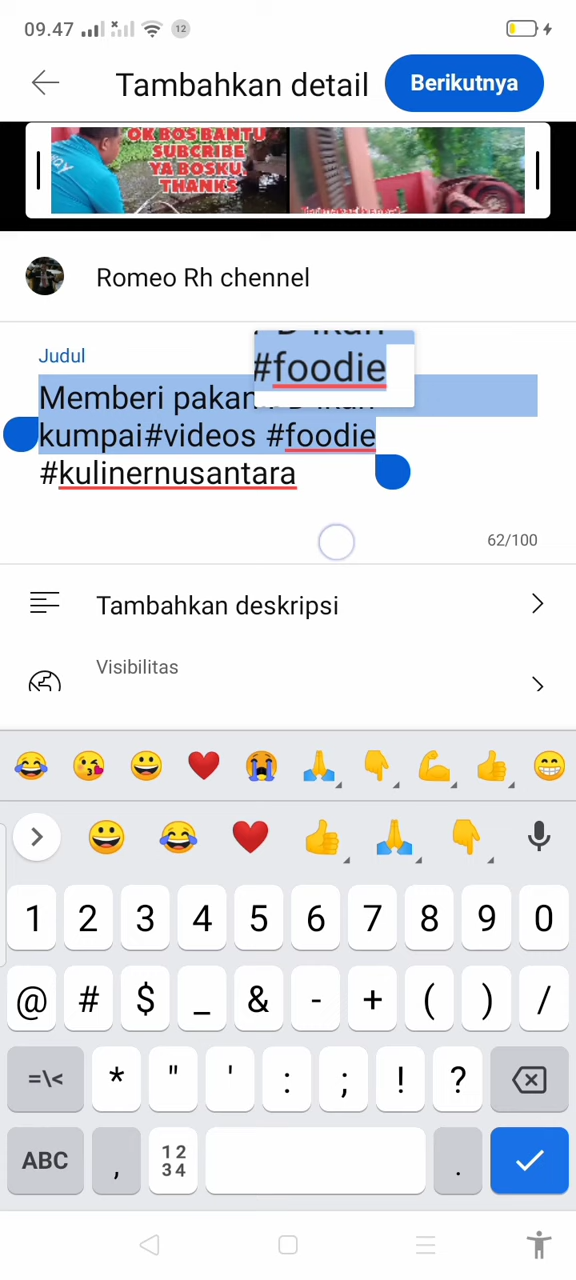 09.47
12
Tambahkan detail
Berikutnya
OK BOS BANTU
SUBCRIBE
YA BOSKU.
THANKS
Romeo Rh chennel
Judul
#foodie
Memberi pakan
kumpai#videos #foodie
#kulinernusantara
62/100
Tambahkan deskripsi
Visibilitas
1 2 3 4 5 6 7 8 9 0
@ # $ _ & - + ( ) /
=\< * " ' : ; ! ?
ABC , 12 34 .